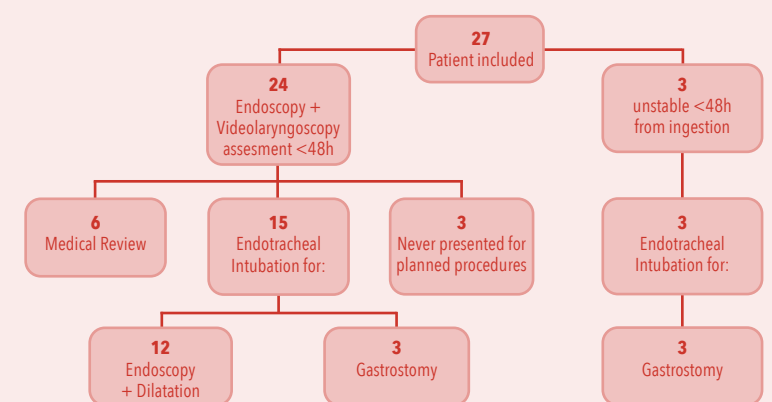 27
Patient included
24
Endoscopy +
Videolaryngoscopy
assesment <48h
3
unstable <48h
from ingestion
6
Medical Review
15
Endotracheal
Intubation for:
3
Never presented for
planned procedures
3
Endotracheal
Intubation for:
12
Endoscopy
+ Dilatation
3
Gastrostomy
3
Gastrostomy